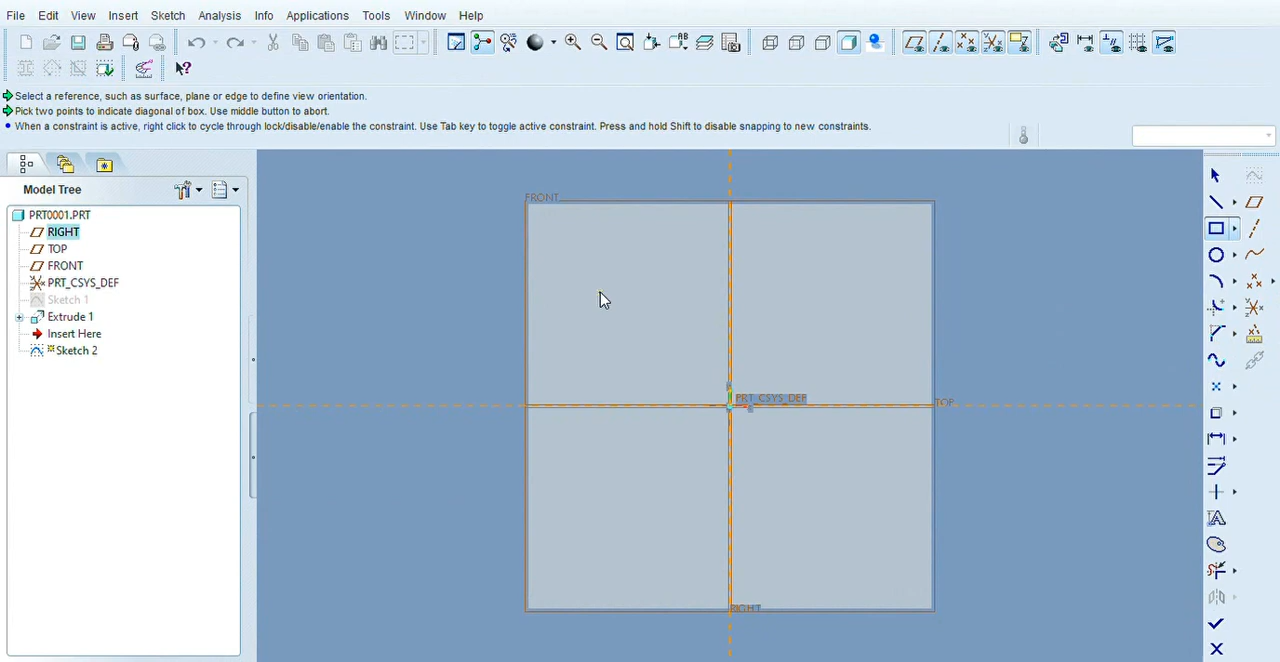 File Edit View Insert Sketch Analysis Info Applications Tools Window Help
Select a reference, such as surface, plane or edge to define view orientation.
Pick two points to indicate diagonal of box. Use middle button to abort.
When a constraint is active, right click to cycle through lock/disable/enable the constraint. Use Tab key to toggle active constraint. Press and hold Shift to disable snapping to new constraints.
Model Tree
PRT0001.PRT
RIGHT
TOP
FRONT
PRT_CSYS_DEF
Sketch 1
Extrude 1
Insert Here
Sketch 2
FRONT
PRT_CSYS_DEF
TOP
RIGHT